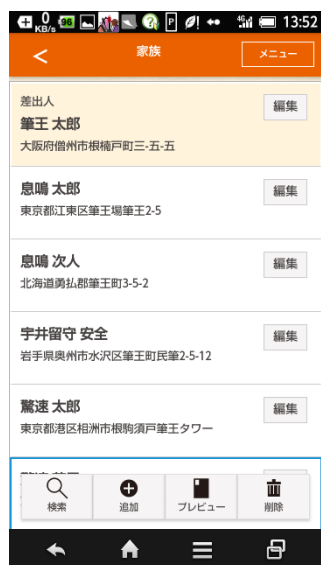 0
KB/s
96
4G
13:52
<
家族
メニュー
差出人
編集
筆王 太郎
大阪府僧州市根楠戸町三-五-五
息鳴 太郎
編集
東京都江東区筆王場筆王2-5
息鳴 次人
編集
北海道勇払郡筆王町3-5-2
宇井留守 安全
編集
岩手県奥州市水沢区筆王町民筆2-5-12
驚速 太郎
編集
東京都港区相洲市根駒須戸筆王タワー
検索
追加
プレビュー
削除